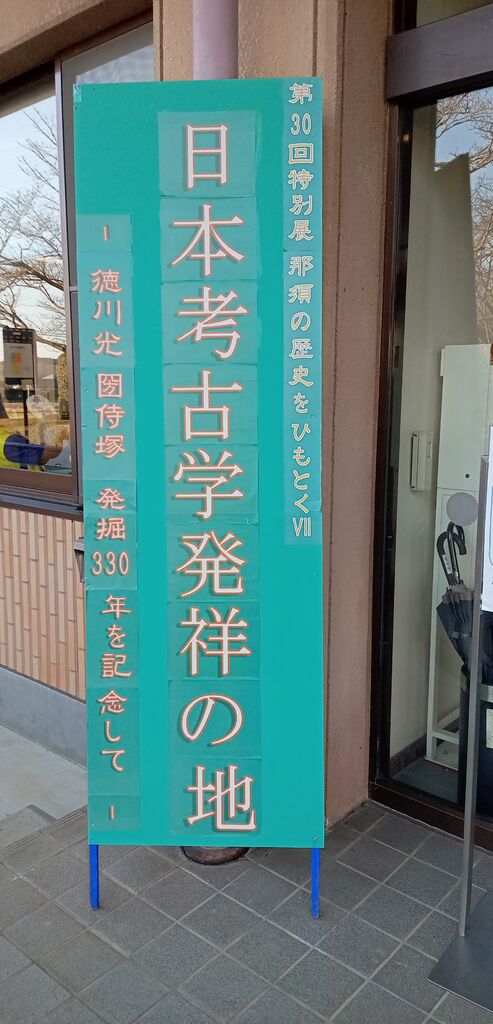 第30回特別展 那須の歴史をひもとくⅦ
日本考古学発祥の地
－徳川光圀侍塚 発掘330年を記念して－